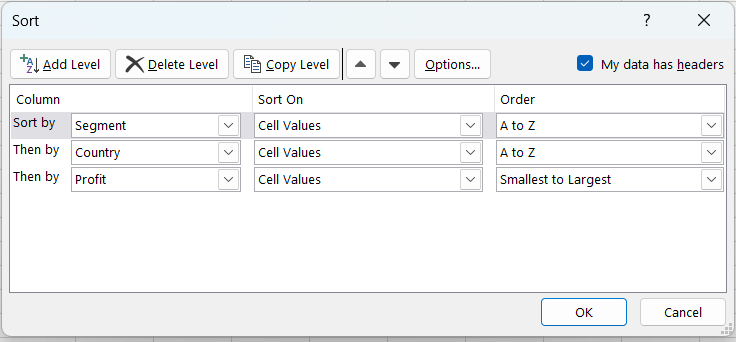 Sort ?
Add Level Delete Level Copy Level Options... My data has headers
Column Sort On Order
Sort by Segment Cell Values A to Z
Then by Country Cell Values A to Z
Then by Profit Cell Values Smallest to Largest
OK Cancel